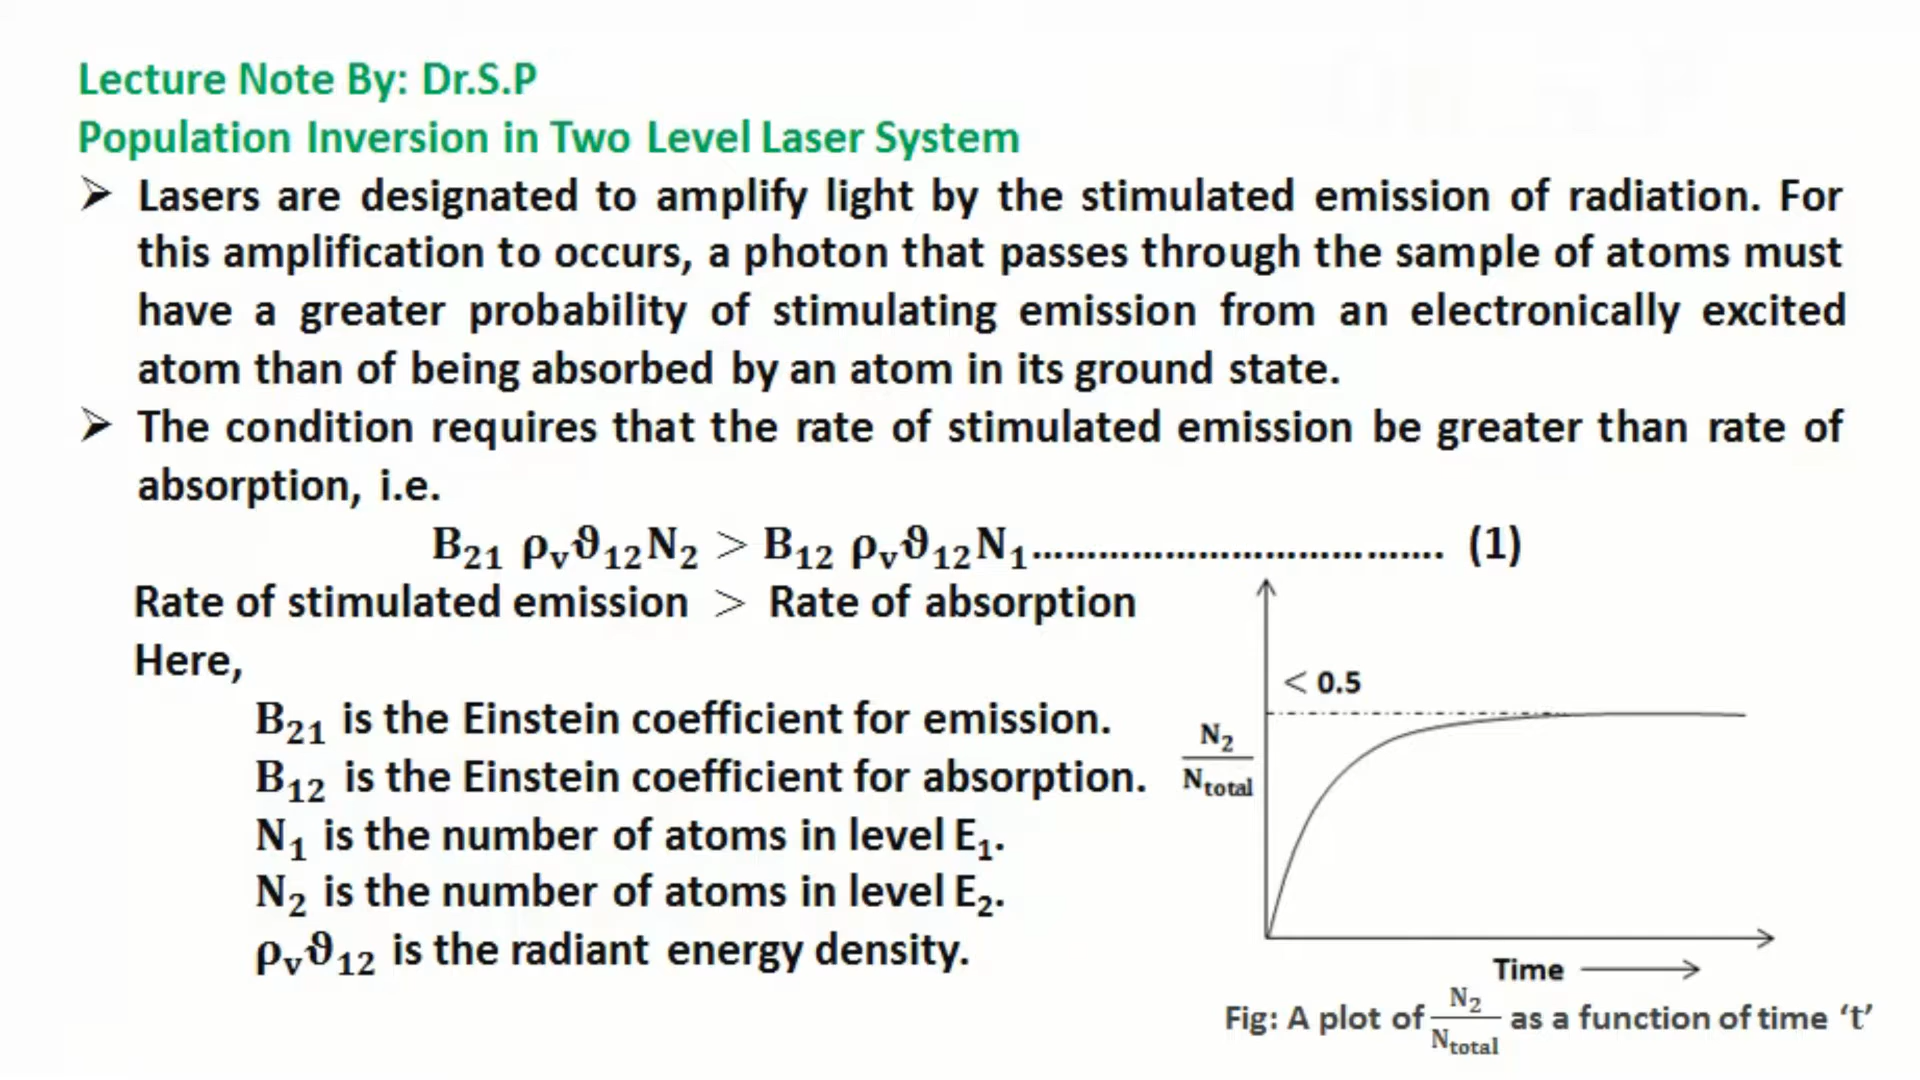 Lecture Note By: Dr.S.P
Population Inversion in Two Level Laser System
➢ Lasers are designated to amplify light by the stimulated emission of radiation. For
this amplification to occurs, a photon that passes through the sample of atoms must
have a greater probability of stimulating emission from an electronically excited
atom than of being absorbed by an atom in its ground state.
➢ The condition requires that the rate of stimulated emission be greater than rate of
absorption, i.e.
B₂₁ ρᵥϑ₁₂N₂ > B₁₂ ρᵥϑ₁₂N₁...................................... (1)
Rate of stimulated emission > Rate of absorption
Here,
B₂₁ is the Einstein coefficient for emission.
B₁₂ is the Einstein coefficient for absorption.
N₁ is the number of atoms in level E₁.
N₂ is the number of atoms in level E₂.
ρᵥϑ₁₂ is the radiant energy density.
< 0.5
N₂
Nₜₒₜₐₗ
Time
Fig: A plot of N₂/Nₜₒₜₐₗ as a function of time ‘t’